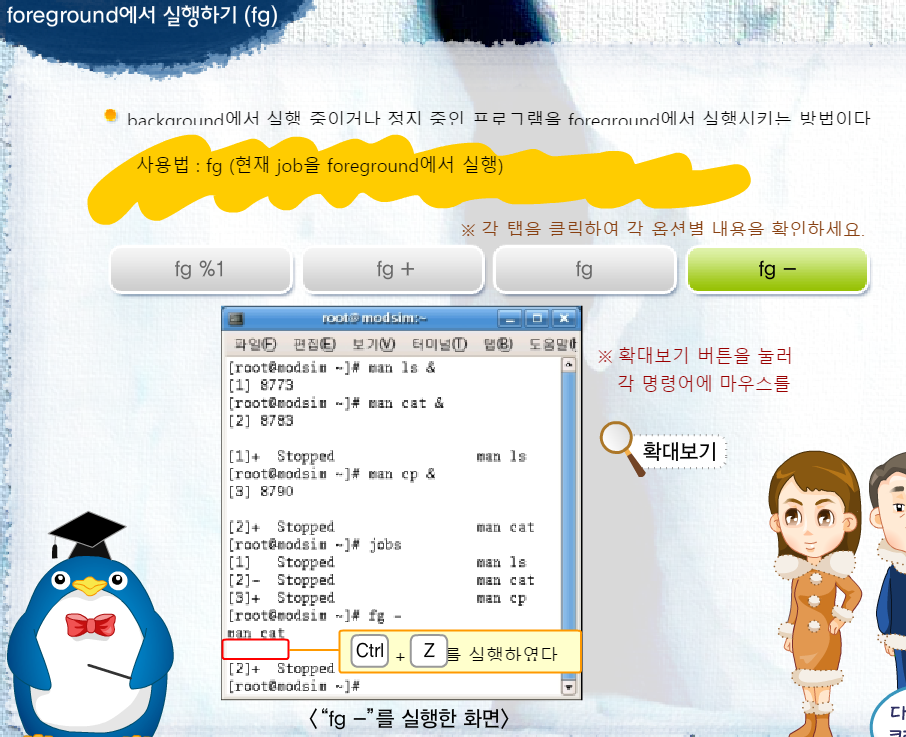 foreground에서 실행하기 (fg)
background에서 실행 중이거나 정지 중인 프로그램을 foreground에서 실행시키는 방법이다
사용법 : fg (현재 job을 foreground에서 실행)
※ 각 탭을 클릭하여 각 옵션별 내용을 확인하세요.
fg %1 fg + fg fg −
root@modsim:~
파일(F) 편집(E) 보기(V) 터미널(T) 탭(B) 도움말(
[root@modsim ~]# man ls &
[1] 8773
[root@modsim ~]# man cat &
[2] 8783
[1]+ Stopped man ls
[root@modsim ~]# man cp &
[3] 8790
[2]+ Stopped man cat
[root@modsim ~]# jobs
[1] Stopped man ls
[2]- Stopped man cat
[3]+ Stopped man cp
[root@modsim ~]# fg -
man cat
[2]+ Stopped
[root@modsim ~]#
Ctrl + Z 를 실행하였다
※ 확대보기 버튼을 눌러
각 명령어에 마우스를
확대보기
〈 “fg −”를 실행한 화면〉